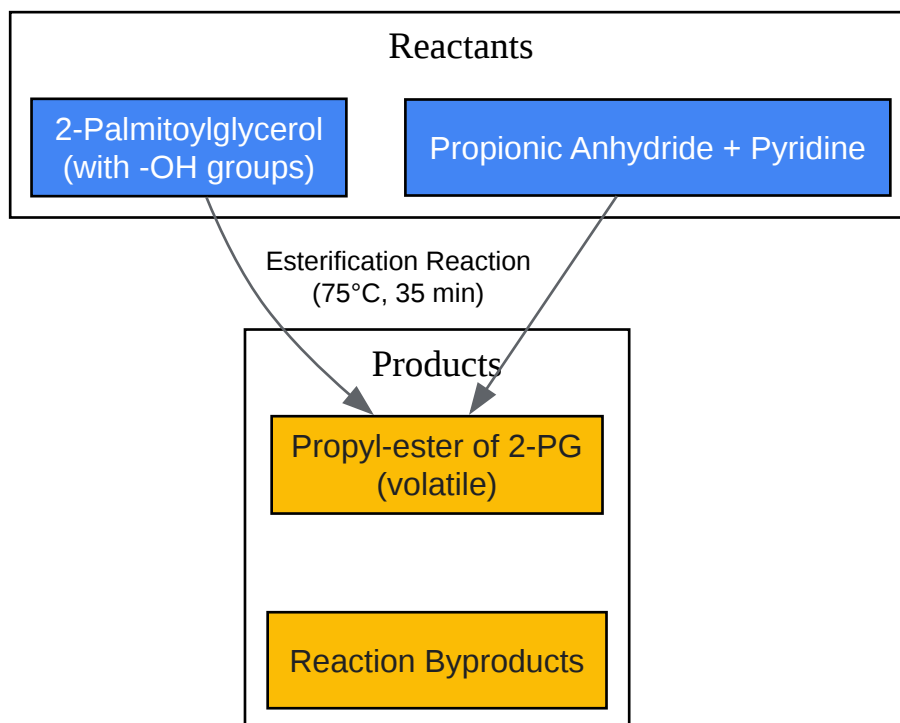 Reactants
2-Palmitoylglycerol
(with -OH groups)
Propionic Anhydride + Pyridine
Esterification Reaction
(75°C, 35 min)
Products
Propyl-ester of 2-PG
(volatile)
Reaction Byproducts